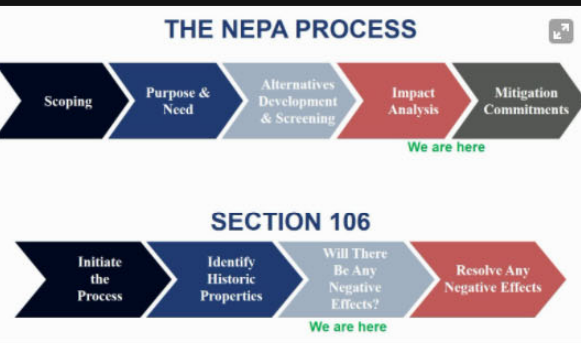 THE NEPA PROCESS
Scoping
Purpose &
Need
Alternatives
Development
& Screening
Impact
Analysis
Mitigation
Commitments
We are here
SECTION 106
Initiate
the
Process
Identify
Historic
Properties
Will There
Be Any
Negative
Effects?
Resolve Any
Negative Effects
We are here